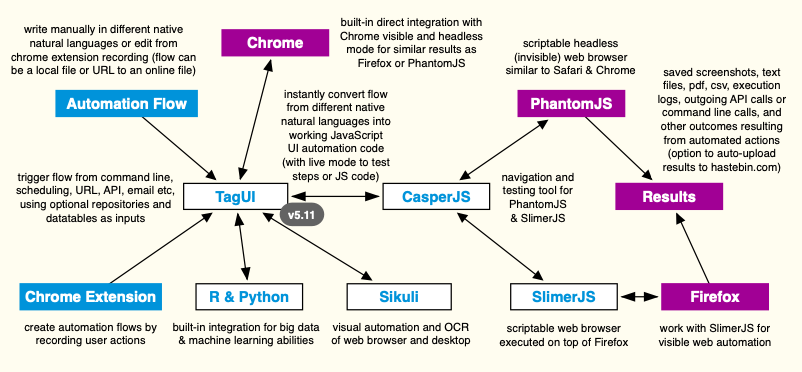 write manually in different native
natural languages or edit from
chrome extension recording (flow can
be a local file or URL to an online file)
Automation Flow
Chrome
built-in direct integration with
Chrome visible and headless
mode for similar results as
Firefox or PhantomJS
instantly convert flow
from different native
natural languages into
working JavaScript
UI automation code
(with live mode to test
steps or JS code)
scriptable headless
(invisible) web browser
similar to Safari & Chrome
PhantomJS
saved screenshots, text
files, pdf, csv, execution
logs, outgoing API calls or
command line calls, and
other outcomes resulting
from automated actions
(option to auto-upload
results to hastebin.com)
trigger flow from command line,
scheduling, URL, API, email etc,
using optional repositories and
datatables as inputs
TagUI
v5.11
CasperJS
navigation and
testing tool for
PhantomJS
& SlimerJS
Results
Chrome Extension
create automation flows by
recording user actions
R & Python
built-in integration for big data
& machine learning abilities
Sikuli
visual automation and OCR
of web browser and desktop
SlimerJS
scriptable web browser
executed on top of Firefox
Firefox
work with SlimerJS for
visible web automation